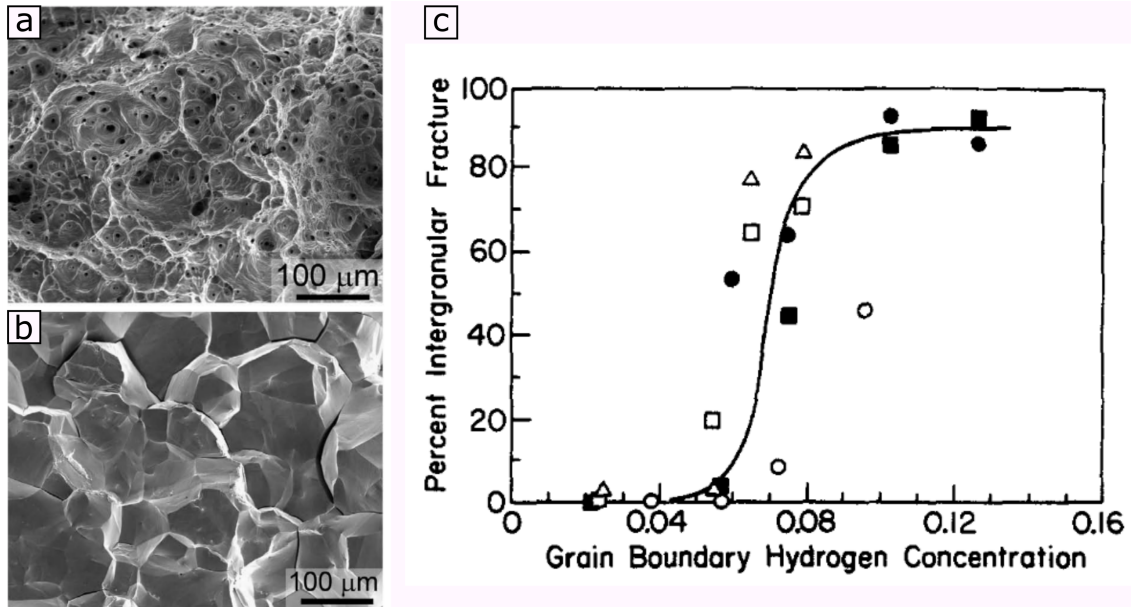 a
100 μm
b
100 μm
c
Percent Intergranular Fracture
100
80
60
40
20
0
0
0.04
0.08
0.12
0.16
Grain Boundary Hydrogen Concentration